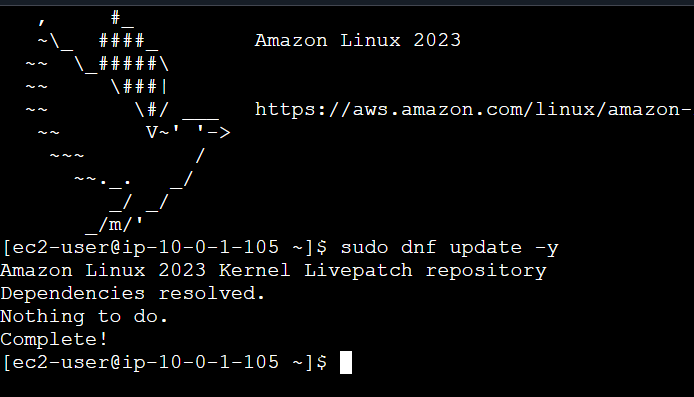 ,     #_
   ~\_  ####_        Amazon Linux 2023
  ~~  \_#####\
  ~~     \###|
  ~~       \#/ ___   https://aws.amazon.com/linux/amazon-
   ~~       V~' '->
    ~~~         /
      ~~._.   _/
         _/ _/
       _/m/'
[ec2-user@ip-10-0-1-105 ~]$ sudo dnf update -y
Amazon Linux 2023 Kernel Livepatch repository
Dependencies resolved.
Nothing to do.
Complete!
[ec2-user@ip-10-0-1-105 ~]$